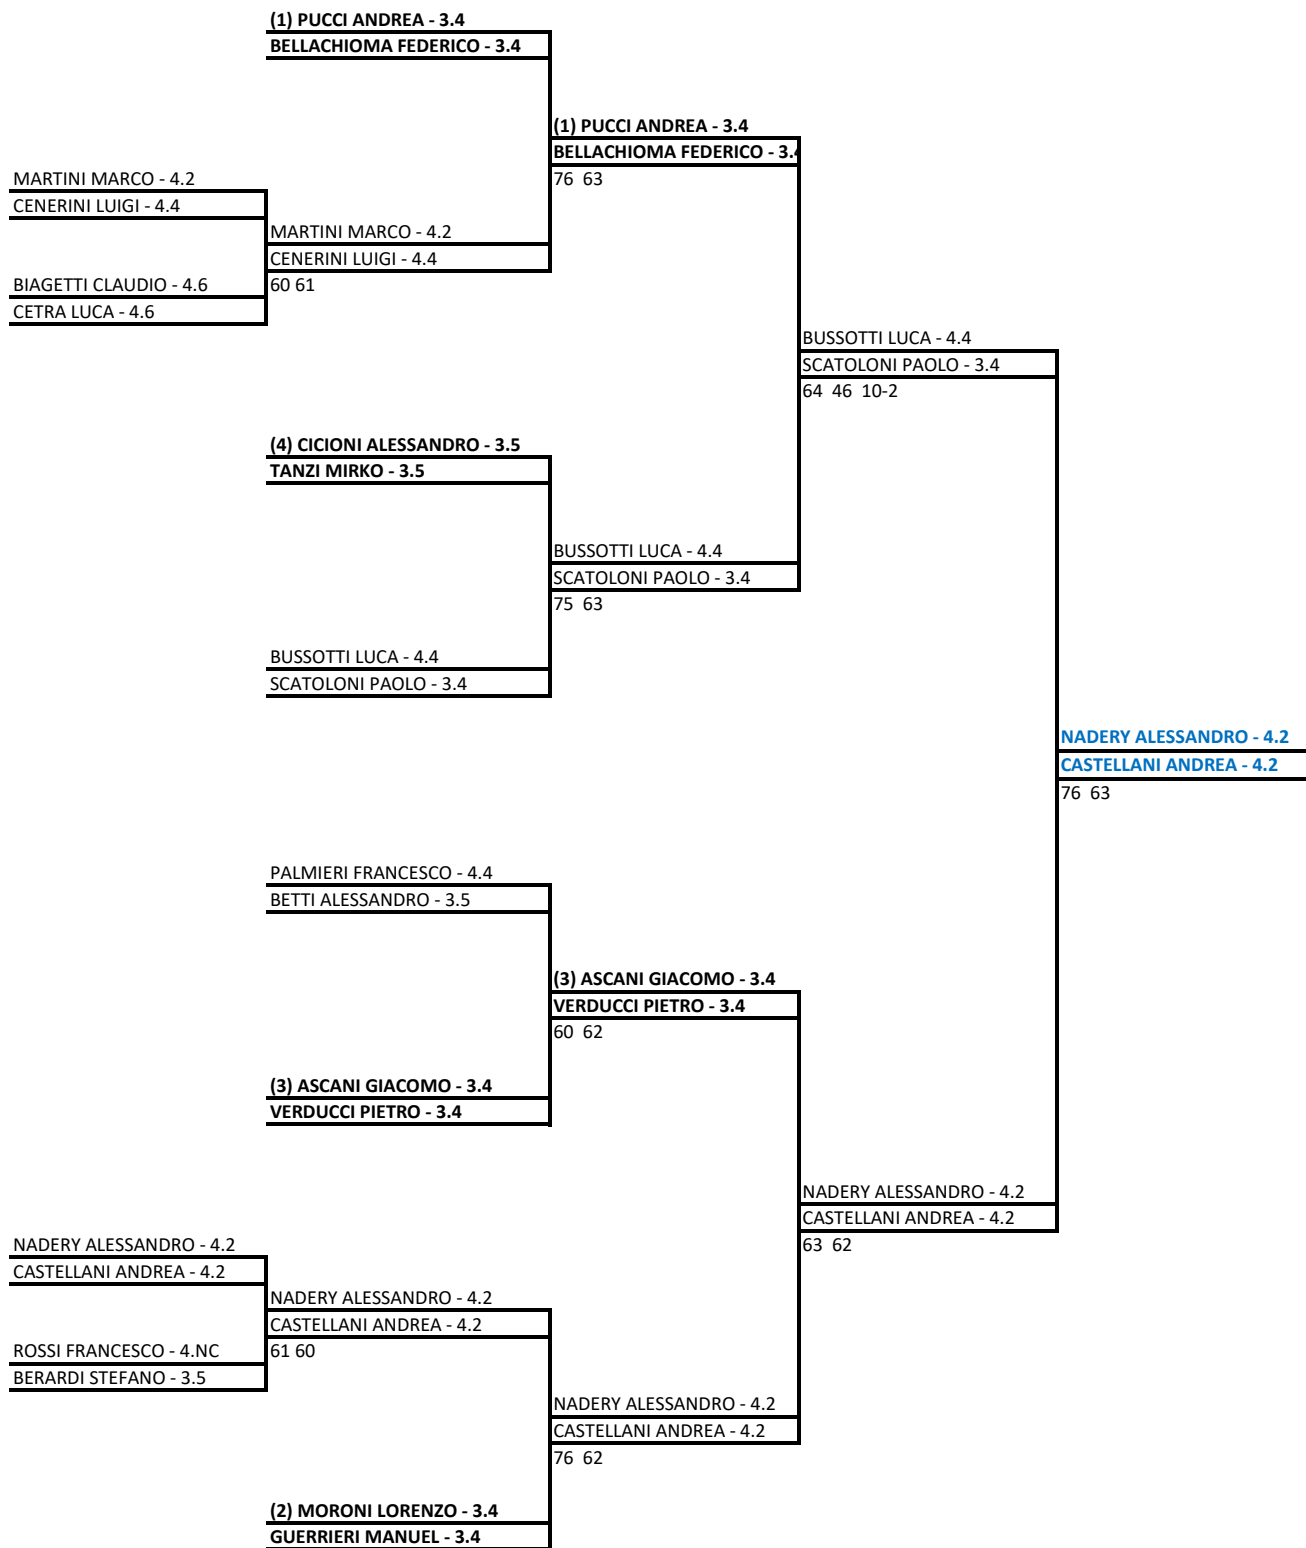 (1) PUCCI ANDREA - 3.4
BELLACHIOMA FEDERICO - 3.4
(1) PUCCI ANDREA - 3.4
BELLACHIOMA FEDERICO - 3.4
76 63
MARTINI MARCO - 4.2
CENERINI LUIGI - 4.4
MARTINI MARCO - 4.2
CENERINI LUIGI - 4.4
60 61
BIAGETTI CLAUDIO - 4.6
CETRA LUCA - 4.6
BUSSOTTI LUCA - 4.4
SCATOLONI PAOLO - 3.4
64 46 10-2
(4) CICIONI ALESSANDRO - 3.5
TANZI MIRKO - 3.5
BUSSOTTI LUCA - 4.4
SCATOLONI PAOLO - 3.4
75 63
BUSSOTTI LUCA - 4.4
SCATOLONI PAOLO - 3.4
NADERY ALESSANDRO - 4.2
CASTELLANI ANDREA - 4.2
76 63
PALMIERI FRANCESCO - 4.4
BETTI ALESSANDRO - 3.5
(3) ASCANI GIACOMO - 3.4
VERDUCCI PIETRO - 3.4
60 62
(3) ASCANI GIACOMO - 3.4
VERDUCCI PIETRO - 3.4
NADERY ALESSANDRO - 4.2
CASTELLANI ANDREA - 4.2
63 62
NADERY ALESSANDRO - 4.2
CASTELLANI ANDREA - 4.2
NADERY ALESSANDRO - 4.2
CASTELLANI ANDREA - 4.2
61 60
ROSSI FRANCESCO - 4.NC
BERARDI STEFANO - 3.5
NADERY ALESSANDRO - 4.2
CASTELLANI ANDREA - 4.2
76 62
(2) MORONI LORENZO - 3.4
GUERRIERI MANUEL - 3.4